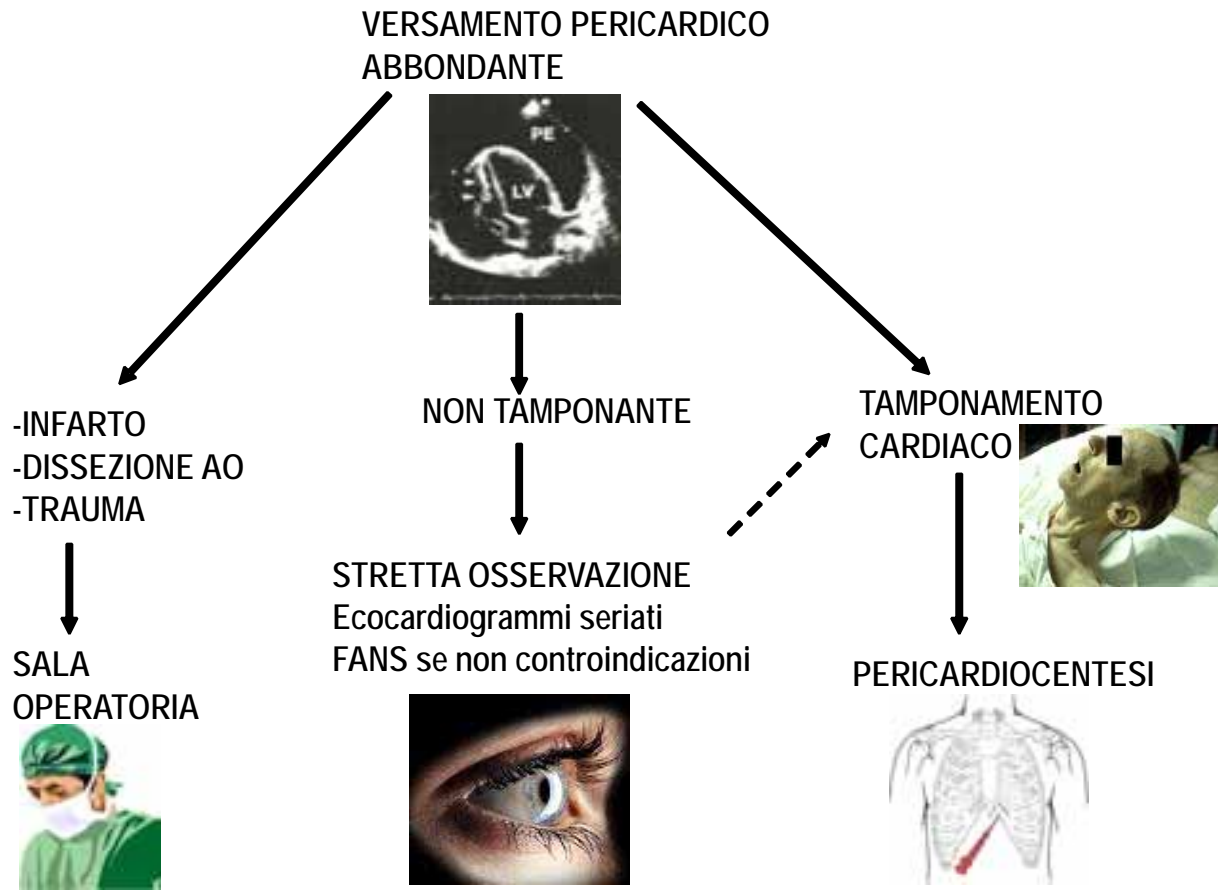 VERSAMENTO PERICARDICO
ABBONDANTE
PE
LV
-INFARTO
-DISSEZIONE AO
-TRAUMA
NON TAMPONANTE
TAMPONAMENTO
CARDIACO
STRETTA OSSERVAZIONE
Ecocardiogrammi seriati
FANS se non controindicazioni
SALA
OPERATORIA
PERICARDIOCENTESI